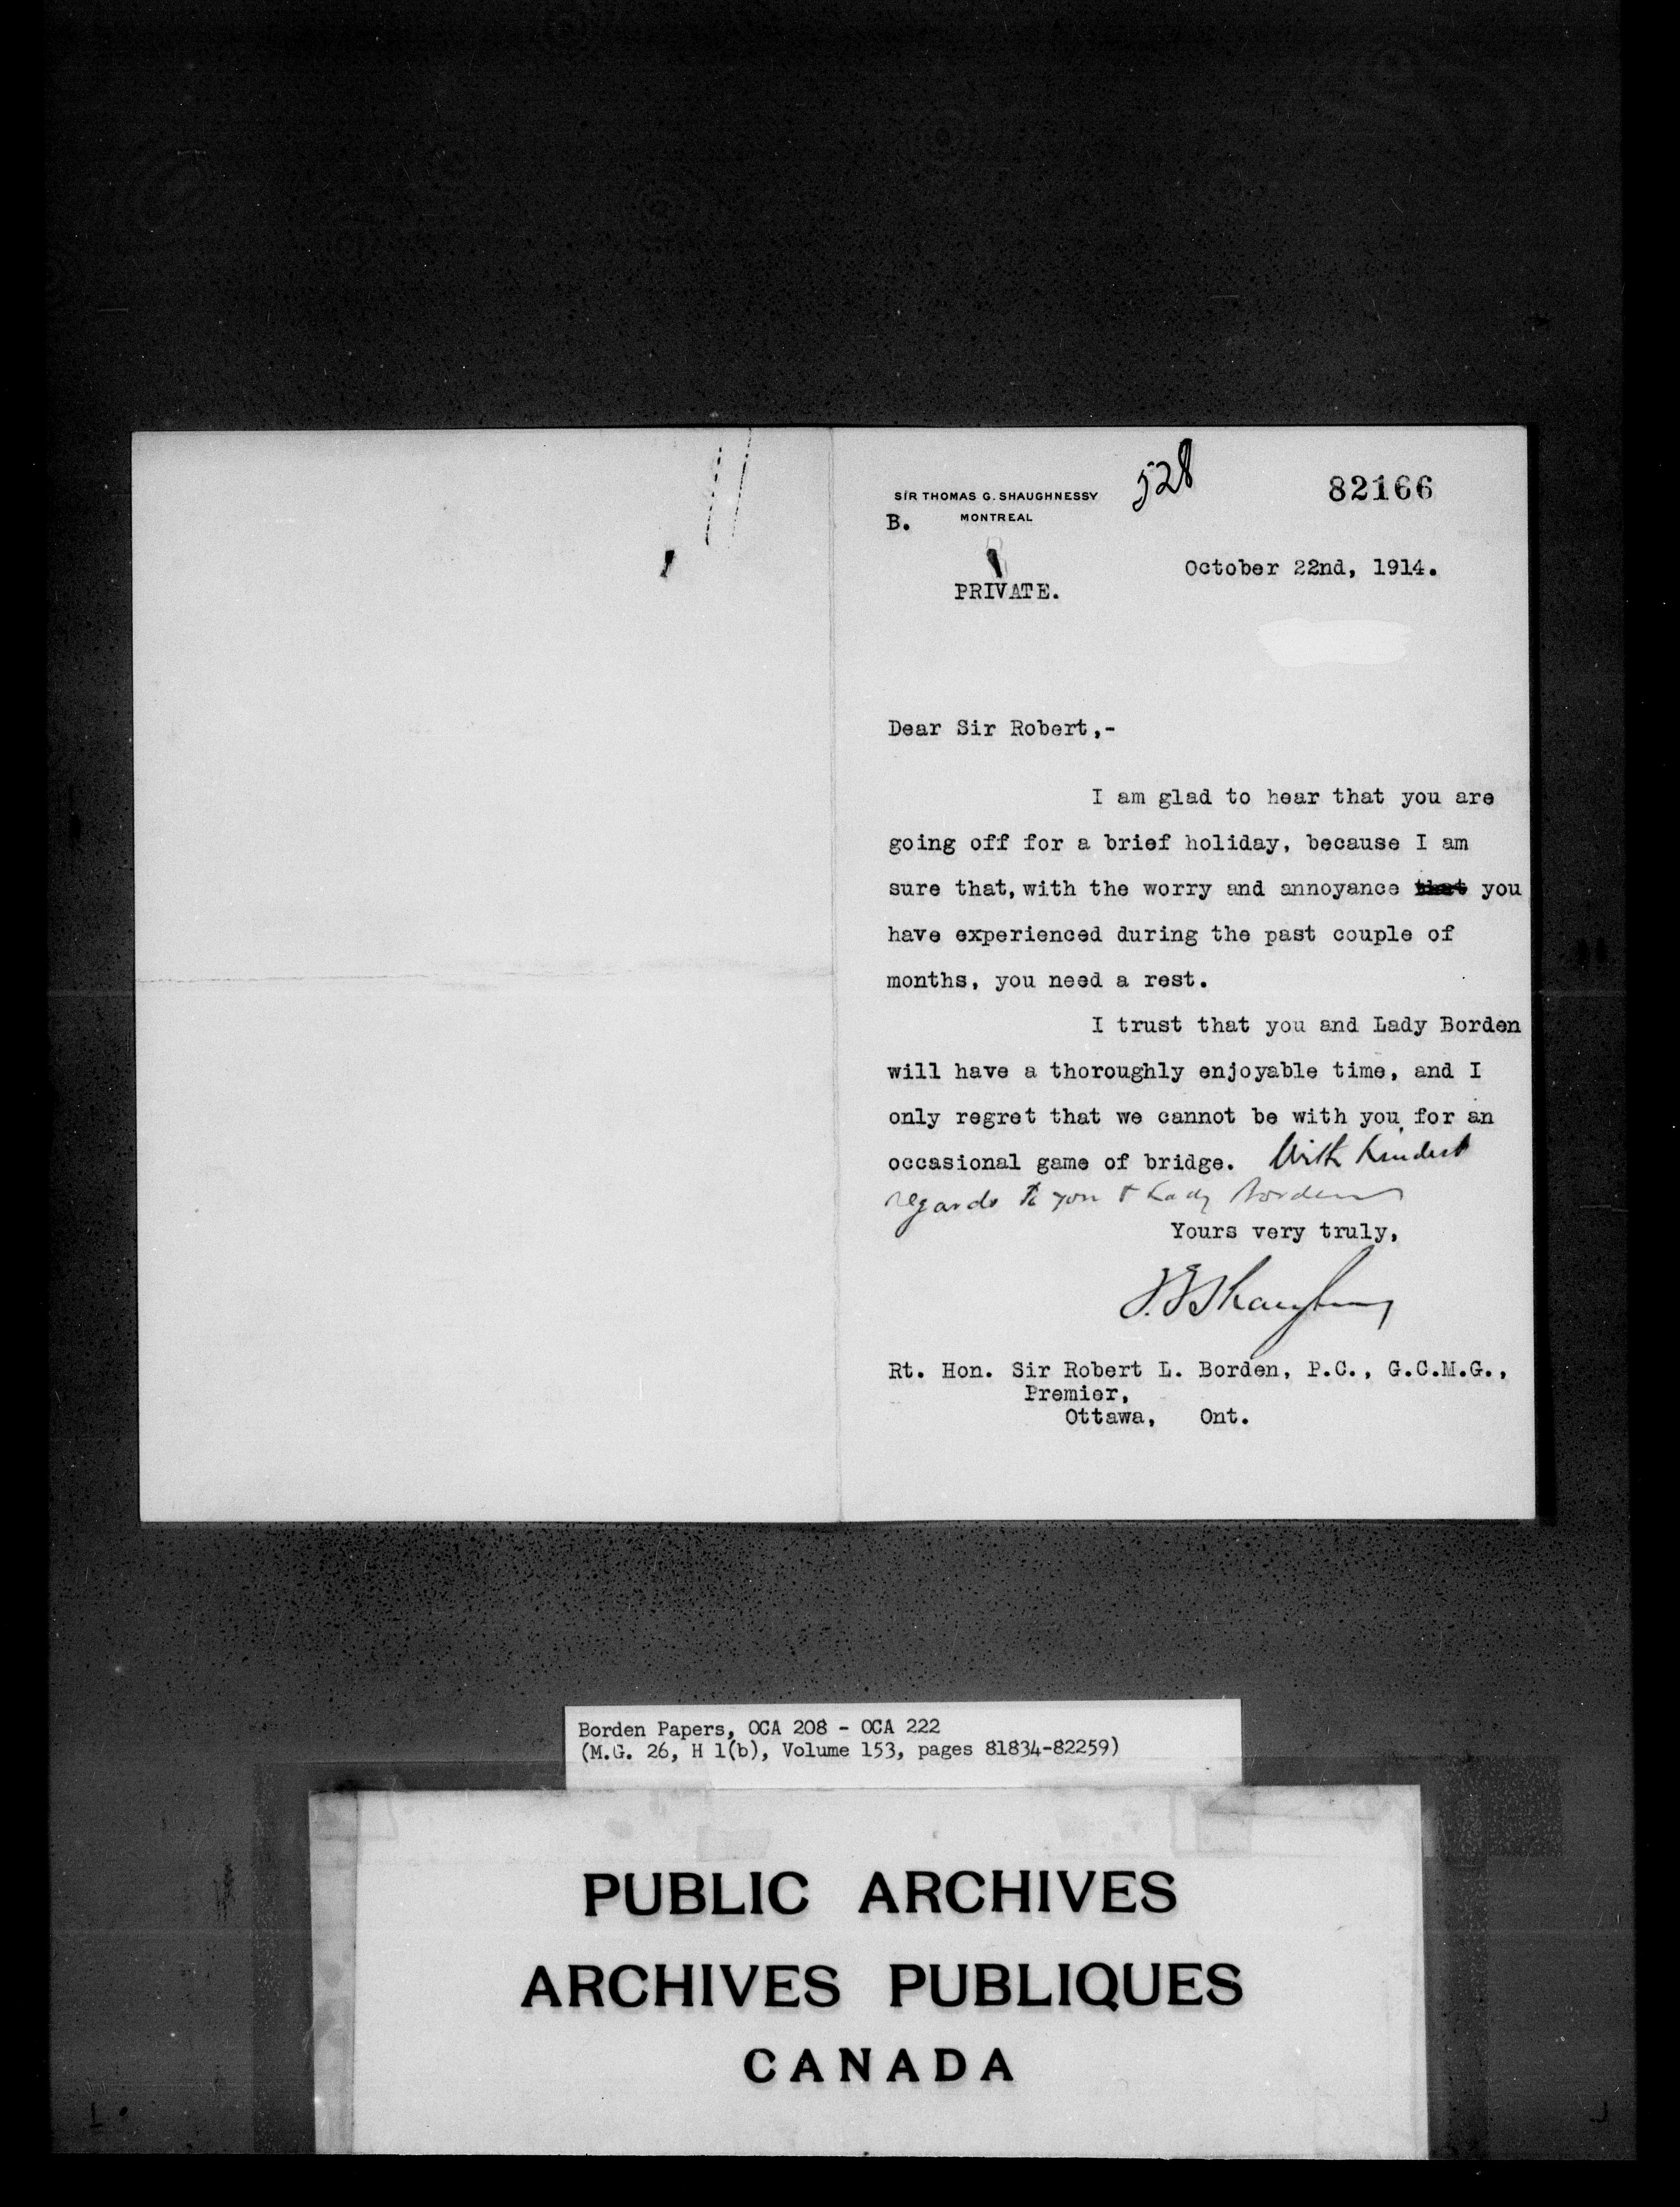 528
82166
SIR THOMAS G. SHAUGHNESSY
MONTREAL
B.
October 22nd, 1914.
PRIVATE.
Dear Sir Robert,-
I am glad to hear that you are
going off for a brief holiday, because I am
sure that, with the worry and annoyance that you
have experienced during the past couple of
months, you need a rest.
I trust that you and Lady Borden
will have a thoroughly enjoyable time, and I
only regret that we cannot be with you, for an
occasional game of bridge. With kindest
regards to you & Lady Borden
Yours very truly,
T.G Shaughnessy
Rt. Hon. Sir Robert L. Borden, P.C., G.C.M.G.,
Premier,
Ottawa, Ont.
Borden Papers, OCA 208 - OCA 222
(M.G. 26, H 1(b), Volume 153, pages 81834-82259)
PUBLIC ARCHIVES
ARCHIVES PUBLIQUES
CANADA